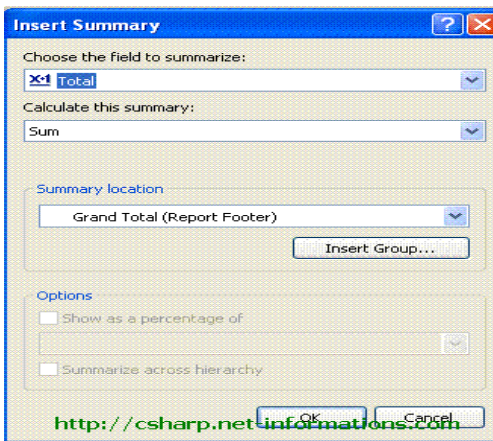 Insert Summary
Choose the field to summarize:
X+1 Total
Calculate this summary:
Sum
Summary location
Grand Total (Report Footer)
Insert Group...
Options
Show as a percentage of
Summarize across hierarchy
OK Cancel
http://csharp.net-informations.com